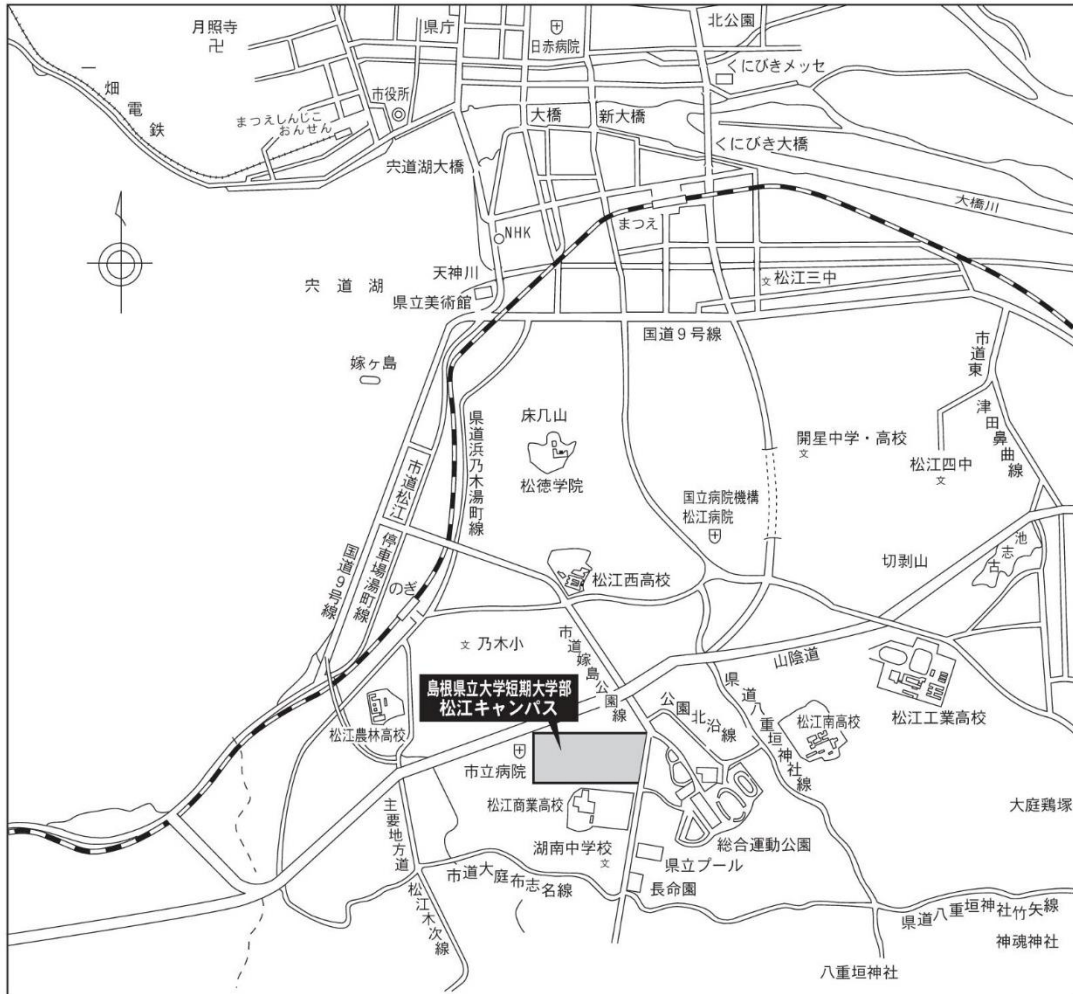 月照寺
県庁
日赤病院
北公園
くにびきメッセ
一畑電鉄
市役所
まつえしんじこ
おんせん
大橋
新大橋
くにびき大橋
宍道湖大橋
大橋川
まつえ
NHK
天神川
宍道湖
県立美術館
松江三中
国道9号線
嫁ヶ島
市道東
津田鼻曲線
床几山
松徳学院
県道浜乃木湯町線
開星中学・高校
松江四中
市道松江
停車場湯町線
国立病院機構
松江病院
国道9号線
のぎ
松江西高校
切剥山
古志池
乃木小
市道嫁島公園線
山陰道
島根県立大学短期大学部
松江キャンパス
公園北沿線
県道八重垣神社線
松江南高校
松江工業高校
松江農林高校
市立病院
松江商業高校
大庭鶏塚
総合運動公園
湖南中学校
県立プール
長命園
主要地方道
松江木次線
市道大庭布志名線
県道八重垣神社竹矢線
神魂神社
八重垣神社